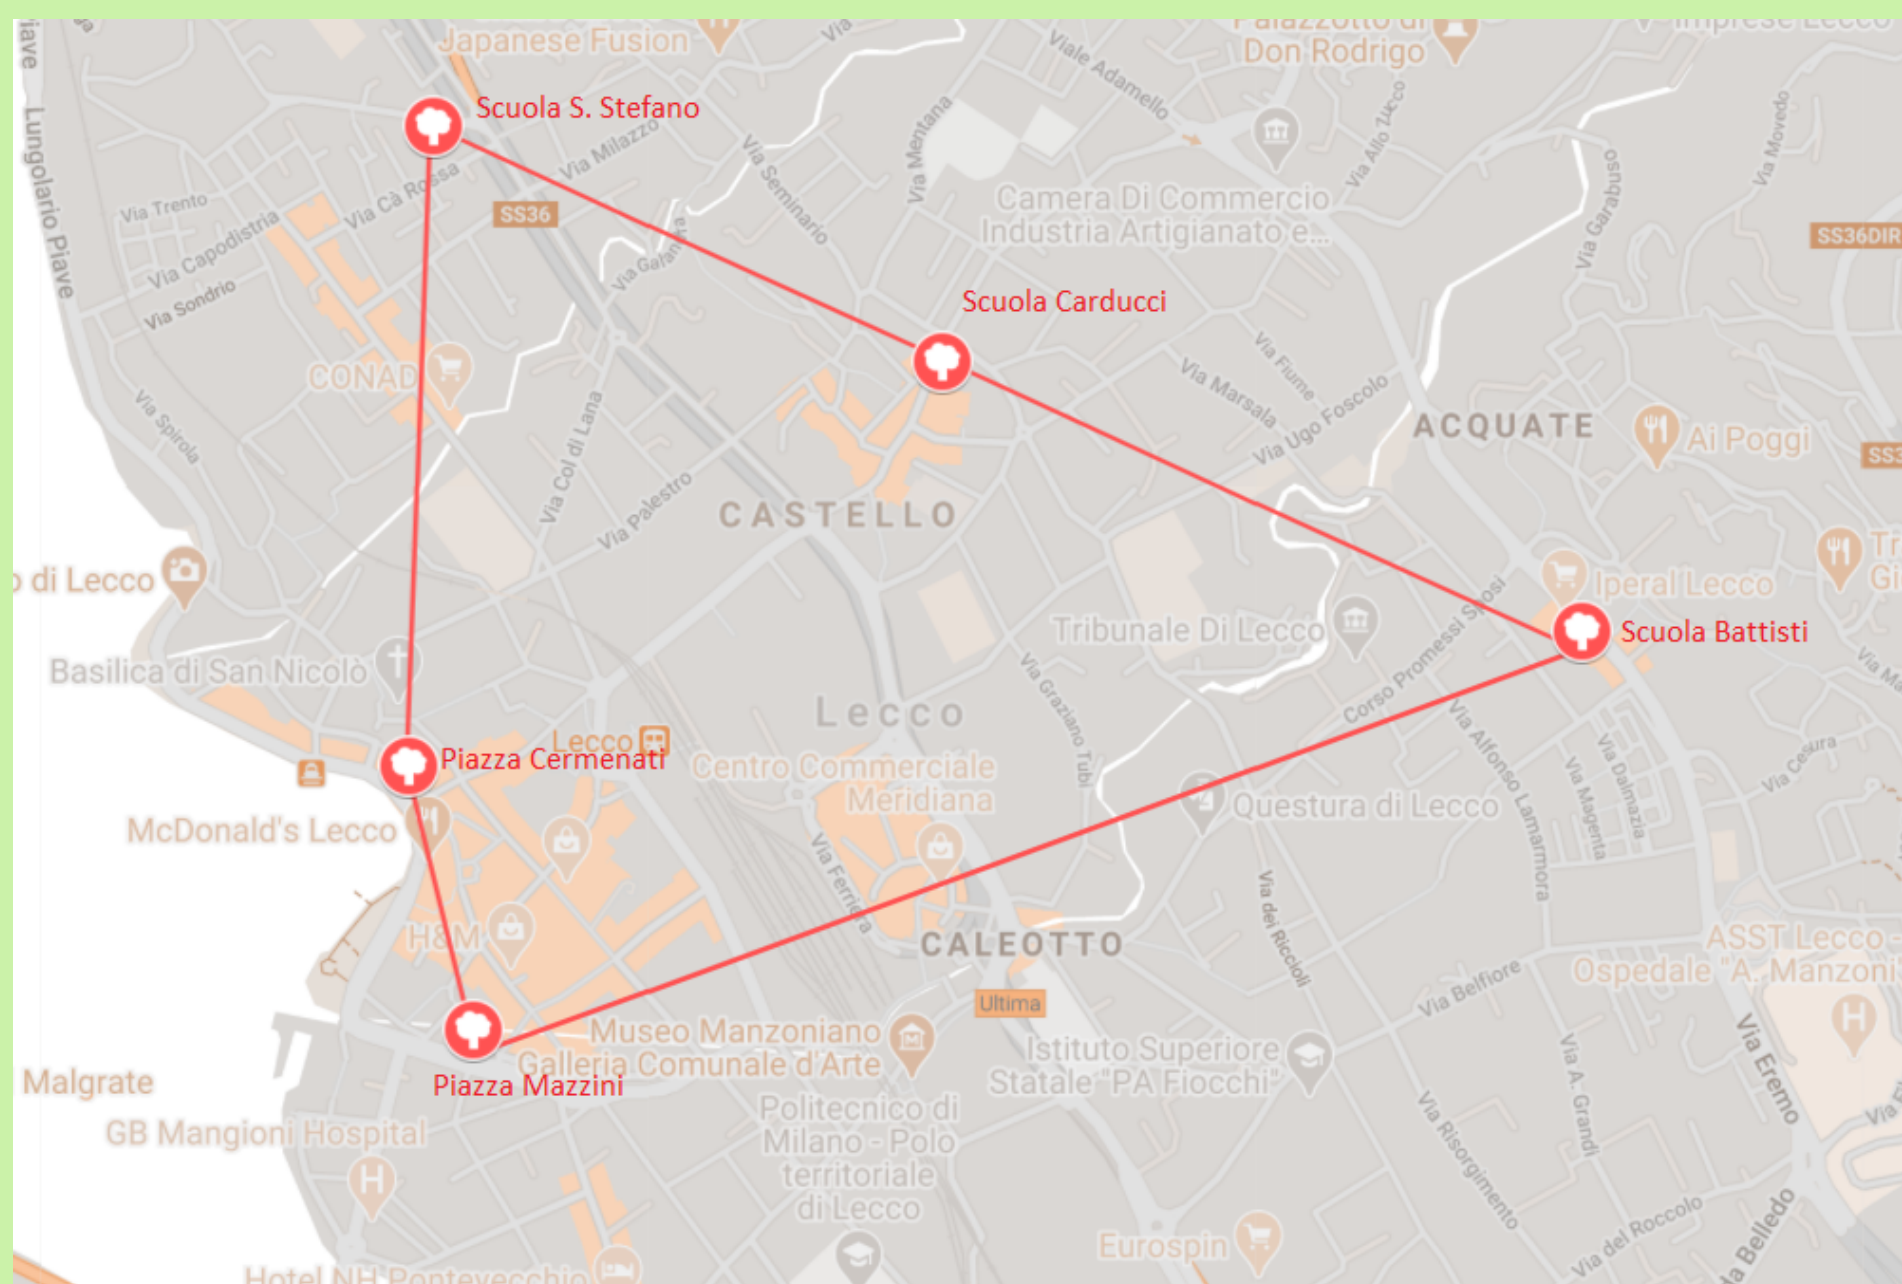 Piave
Japanese Fusion
Via
Palazzotto di
Don Rodrigo
Imprese Lecco
Viale Adamello
Lungolario Piave
Scuola S. Stefano
Via Milazzo
Via Mentana
Via Allo Zucco
Via Movedo
Via Seminario
Via Garabuso
Via Trento
Via Cà Rossa
SS36
Camera Di Commercio
Industria Artigianato e...
SS36DIR
Via Capodistria
Via Sondrio
Scuola Carducci
CONAD
Via Fiume
Via Marsala
Via Ugo Foscolo
ACQUATE
Ai Poggi
Via Spirola
Via Col di Lana
Via Palestro
CASTELLO
di Lecco
Iperal Lecco
Tribunale Di Lecco
Corso Promessi Sposi
Scuola Battisti
Basilica di San Nicolò
Via Graziano Tubi
Lecco
Lecco
Piazza Cermenati
Centro Commerciale
Meridiana
Via Alfonso Lamarmora
Via Dalmazia
Via Magenta
Via Cesura
Questura di Lecco
McDonald's Lecco
Via Ferriera
Via dei Riccioli
H&M
CALEOTTO
ASST Lecco -
Ospedale "A. Manzoni
Via Belfiore
Ultima
Museo Manzoniano
Galleria Comunale d'Arte
Istituto Superiore
Statale "PA Fiocchi"
Via Eremo
Via A. Grandi
Malgrate
Piazza Mazzini
GB Mangioni Hospital
Politecnico di
Milano - Polo
territoriale
di Lecco
Via Risorgimento
Via del Roccolo
Belledo
Eurospin
Hotel NH Pontevecchio